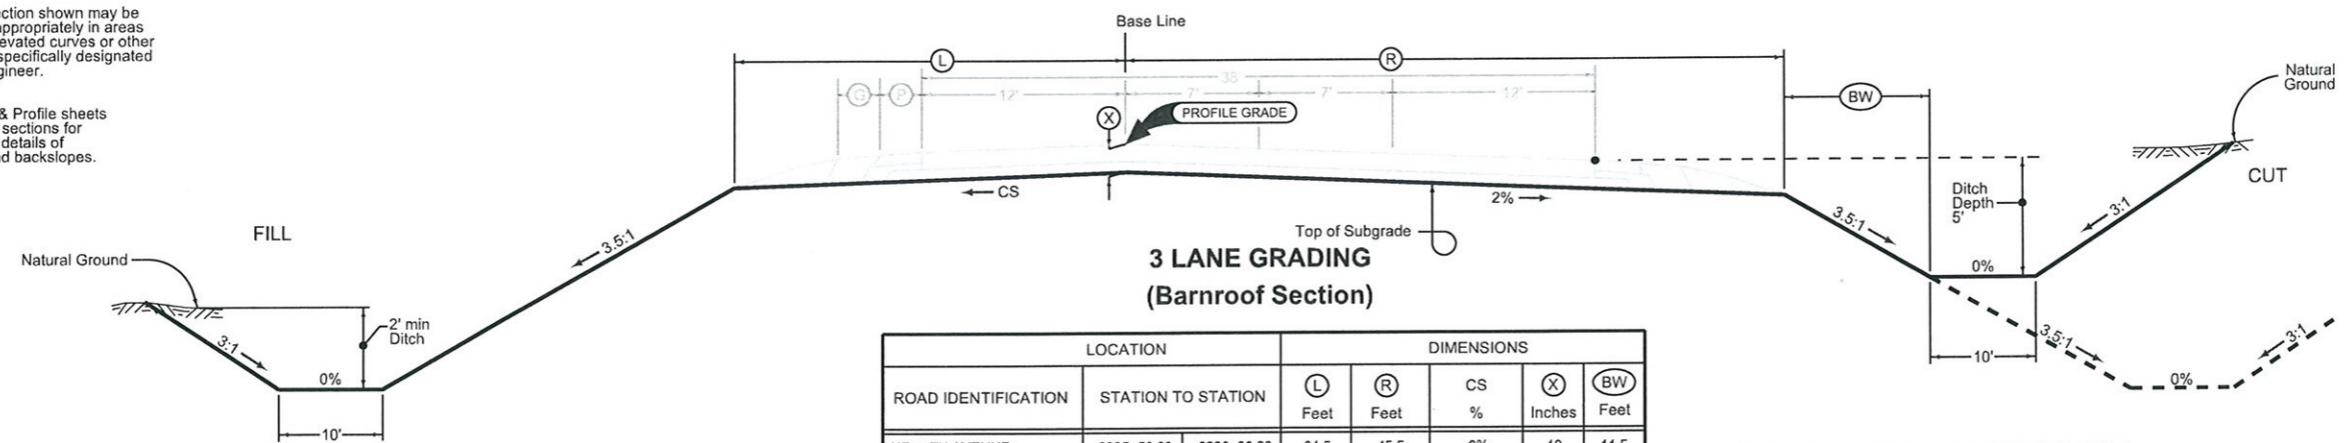 ction shown may be
appropriately in areas
evated curves or other
specifically designated
gineer.
& Profile sheets
sections for
details of
d backslopes.
Base Line
L
R
38
G
P
12'
7'
7'
12'
X
PROFILE GRADE
BW
Natural
Ground
CUT
CS
2%
Ditch
Depth
5'
3.5:1
3:1
0%
FILL
3.5:1
Top of Subgrade
Natural Ground
2' min
Ditch
3:1
0%
10'
10'
3.5:1
3:1
0%
3 LANE GRADING
(Barnroof Section)
LOCATION DIMENSIONS
ROAD IDENTIFICATION STATION TO STATION L Feet R Feet CS % X Inches BW Feet